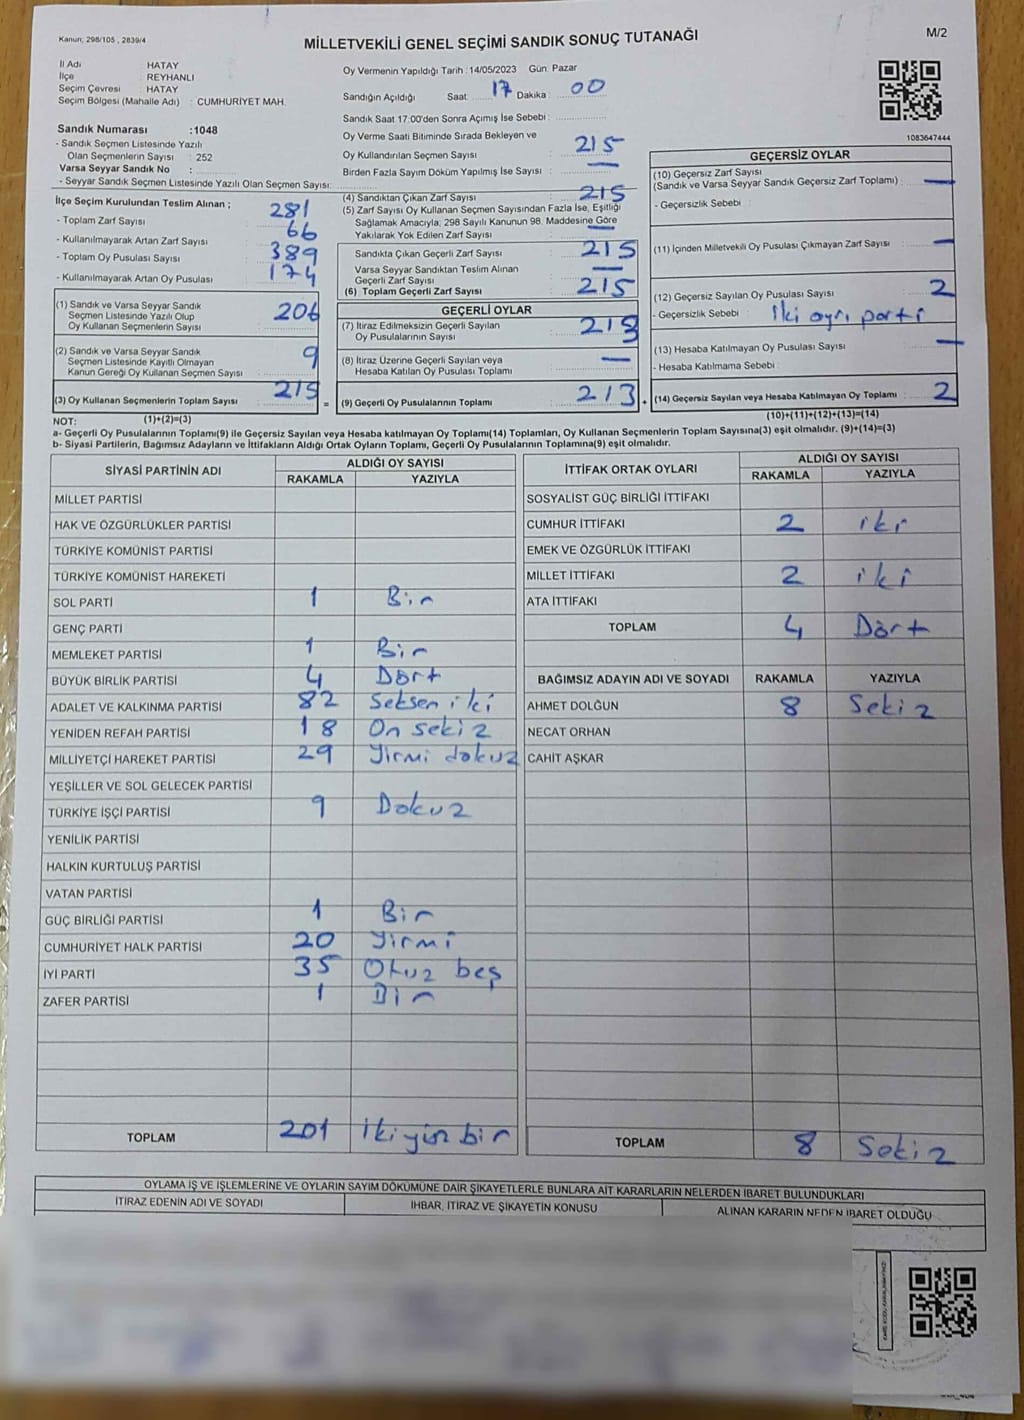 Kanun; 298/105 , 2839/4
MİLLETVEKİLİ GENEL SEÇİMİ SANDIK SONUÇ TUTANAĞI
M/2
İl Adı : HATAY
İlçe : REYHANLI
Seçim Çevresi : HATAY
Seçim Bölgesi (Mahalle Adı) : CUMHURİYET MAH.
Oy Vermenin Yapıldığı Tarih :14/05/2023 Gün: Pazar
Sandığın Açıldığı Saat: 17 Dakika: 00
Sandık Saat 17:00'den Sonra Açımış İse Sebebi :
Sandık Numarası :1048
- Sandık Seçmen Listesinde Yazılı
Olan Seçmenlerin Sayısı : 252
Varsa Seyyar Sandık No :
- Seyyar Sandık Seçmen Listesinde Yazılı Olan Seçmen Sayısı:
Oy Verme Saati Bitiminde Sırada Bekleyen ve
Oy Kullandırılan Seçmen Sayısı : 215
Birden Fazla Sayım Döküm Yapılmış İse Sayısı : —
1083647444
İlçe Seçim Kurulundan Teslim Alınan ;
- Toplam Zarf Sayısı : 281
- Kullanılmayarak Artan Zarf Sayısı : 66
- Toplam Oy Pusulası Sayısı : 389
- Kullanılmayarak Artan Oy Pusulası : 174
(1) Sandık ve Varsa Seyyar Sandık
Seçmen Listesinde Yazılı Olup
Oy Kullanan Seçmenlerin Sayısı : 206
(2) Sandık ve Varsa Seyyar Sandık
Seçmen Listesinde Kayıtlı Olmayan
Kanun Gereği Oy Kullanan Seçmen Sayısı : 9
(3) Oy Kullanan Seçmenlerin Toplam Sayısı : 215
(4) Sandıktan Çıkan Zarf Sayısı : 215
(5) Zarf Sayısı Oy Kullanan Seçmen Sayısından Fazla İse, Eşitliği
Sağlamak Amacıyla; 298 Sayılı Kanunun 98. Maddesine Göre
Yakılarak Yok Edilen Zarf Sayısı : —
Sandıkta Çıkan Geçerli Zarf Sayısı : 215
Varsa Seyyar Sandıktan Teslim Alınan
Geçerli Zarf Sayısı : —
(6) Toplam Geçerli Zarf Sayısı : 215
GEÇERLİ OYLAR
(7) İtiraz Edilmeksizin Geçerli Sayılan
Oy Pusulalarının Sayısı : 213
(8) İtiraz Üzerine Geçerli Sayılan veya
Hesaba Katılan Oy Pusulası Toplamı : —
= (9) Geçerli Oy Pusulalarının Toplamı : 213 +
GEÇERSİZ OYLAR
(10) Geçersiz Zarf Sayısı
(Sandık ve Varsa Seyyar Sandık Geçersiz Zarf Toplamı) : —
- Geçersizlik Sebebi :
(11) İçinden Milletvekili Oy Pusulası Çıkmayan Zarf Sayısı : —
(12) Geçersiz Sayılan Oy Pusulası Sayısı : 2
- Geçersizlik Sebebi : iki ayrı parti
(13) Hesaba Katılmayan Oy Pusulası Sayısı : —
- Hesaba Katılmama Sebebi :
(14) Geçersiz Sayılan veya Hesaba Katılmayan Oy Toplamı : 2
NOT: (1)+(2)=(3) (10)+(11)+(12)+(13)=(14)
a- Geçerli Oy Pusulalarının Toplamı(9) ile Geçersiz Sayılan veya Hesaba katılmayan Oy Toplamı(14) Toplamları, Oy Kullanan Seçmenlerin Toplam Sayısına(3) eşit olmalıdır. (9)+(14)=(3)
b- Siyasi Partilerin, Bağımsız Adayların ve İttifakların Aldığı Ortak Oyların Toplamı, Geçerli Oy Pusulalarının Toplamına(9) eşit olmalıdır.
SİYASİ PARTİNİN ADI ALDIĞI OY SAYISI
RAKAMLA YAZIYLA
MİLLET PARTİSİ
HAK VE ÖZGÜRLÜKLER PARTİSİ
TÜRKİYE KOMÜNİST PARTİSİ
TÜRKİYE KOMÜNİST HAREKETİ
SOL PARTİ 1 Bir
GENÇ PARTİ
MEMLEKET PARTİSİ 1 Bir
BÜYÜK BİRLİK PARTİSİ 4 Dört
ADALET VE KALKINMA PARTİSİ 82 Seksen iki
YENİDEN REFAH PARTİSİ 18 On sekiz
MİLLİYETÇİ HAREKET PARTİSİ 29 Yirmi dokuz
YEŞİLLER VE SOL GELECEK PARTİSİ
TÜRKİYE İŞÇİ PARTİSİ 9 Dokuz
YENİLİK PARTİSİ
HALKIN KURTULUŞ PARTİSİ
VATAN PARTİSİ
GÜÇ BİRLİĞİ PARTİSİ 1 Bir
CUMHURİYET HALK PARTİSİ 20 Yirmi
İYİ PARTİ 35 Otuz beş
ZAFER PARTİSİ 1 Bir
TOPLAM 201 İkiyüz bir
İTTİFAK ORTAK OYLARI ALDIĞI OY SAYISI
RAKAMLA YAZIYLA
SOSYALİST GÜÇ BİRLİĞİ İTTİFAKI
CUMHUR İTTİFAKI 2 iki
EMEK VE ÖZGÜRLÜK İTTİFAKI
MİLLET İTTİFAKI 2 iki
ATA İTTİFAKI
TOPLAM 4 Dört
BAĞIMSIZ ADAYIN ADI VE SOYADI RAKAMLA YAZIYLA
AHMET DOLĞUN 8 Sekiz
NECAT ORHAN
CAHİT AŞKAR
TOPLAM 8 Sekiz
OYLAMA İŞ VE İŞLEMLERİNE VE OYLARIN SAYIM DÖKÜMÜNE DAİR ŞİKAYETLERLE BUNLARA AİT KARARLARIN NELERDEN İBARET BULUNDUKLARI
İTİRAZ EDENİN ADI VE SOYADI İHBAR, İTİRAZ VE ŞİKAYETİN KONUSU ALINAN KARARIN NEDEN İBARET OLDUĞU